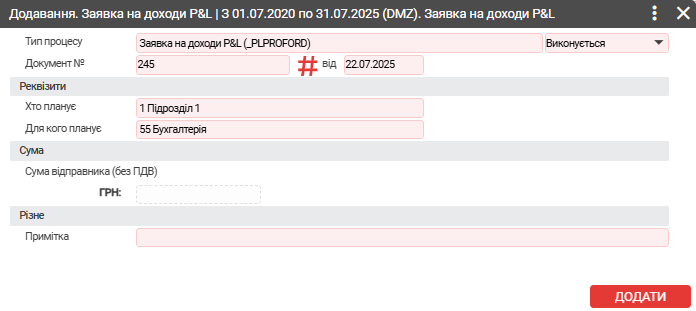 Додавання. Заявка на доходи P&L | З 01.07.2020 по 31.07.2025 (DMZ). Заявка на доходи P&L
Тип процесу Заявка на доходи P&L (_PLPROFORD) Виконується
Документ № 245 # від 22.07.2025
Реквізити
Хто планує 1 Підрозділ 1
Для кого планує 55 Бухгалтерія
Сума
Сума відправника (без ПДВ)
ГРН:
Різне
Примітка
ДОДАТИ